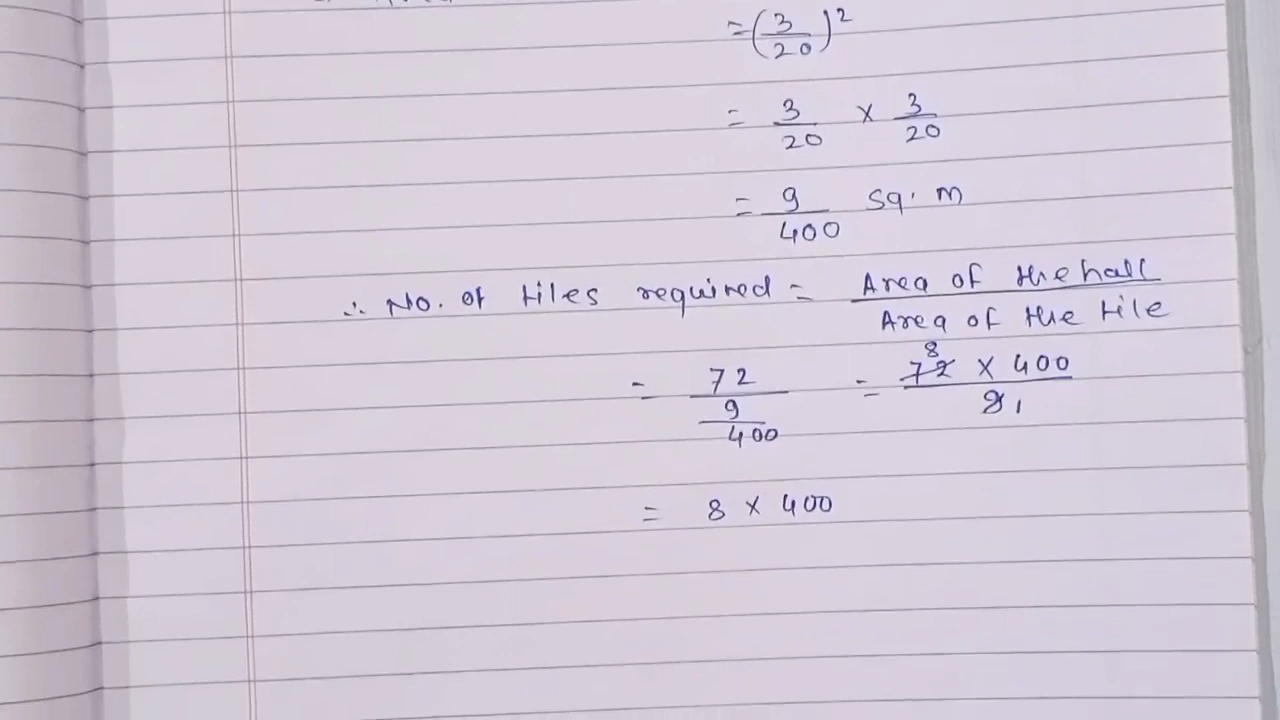 = (3/20)²
= 3/20 × 3/20
= 9/400 sq. m
∴ No. of tiles required = Area of the hall / Area of the tile
= 72 / (9/400) = 72 8 × 400 / 9 1
= 8 × 400